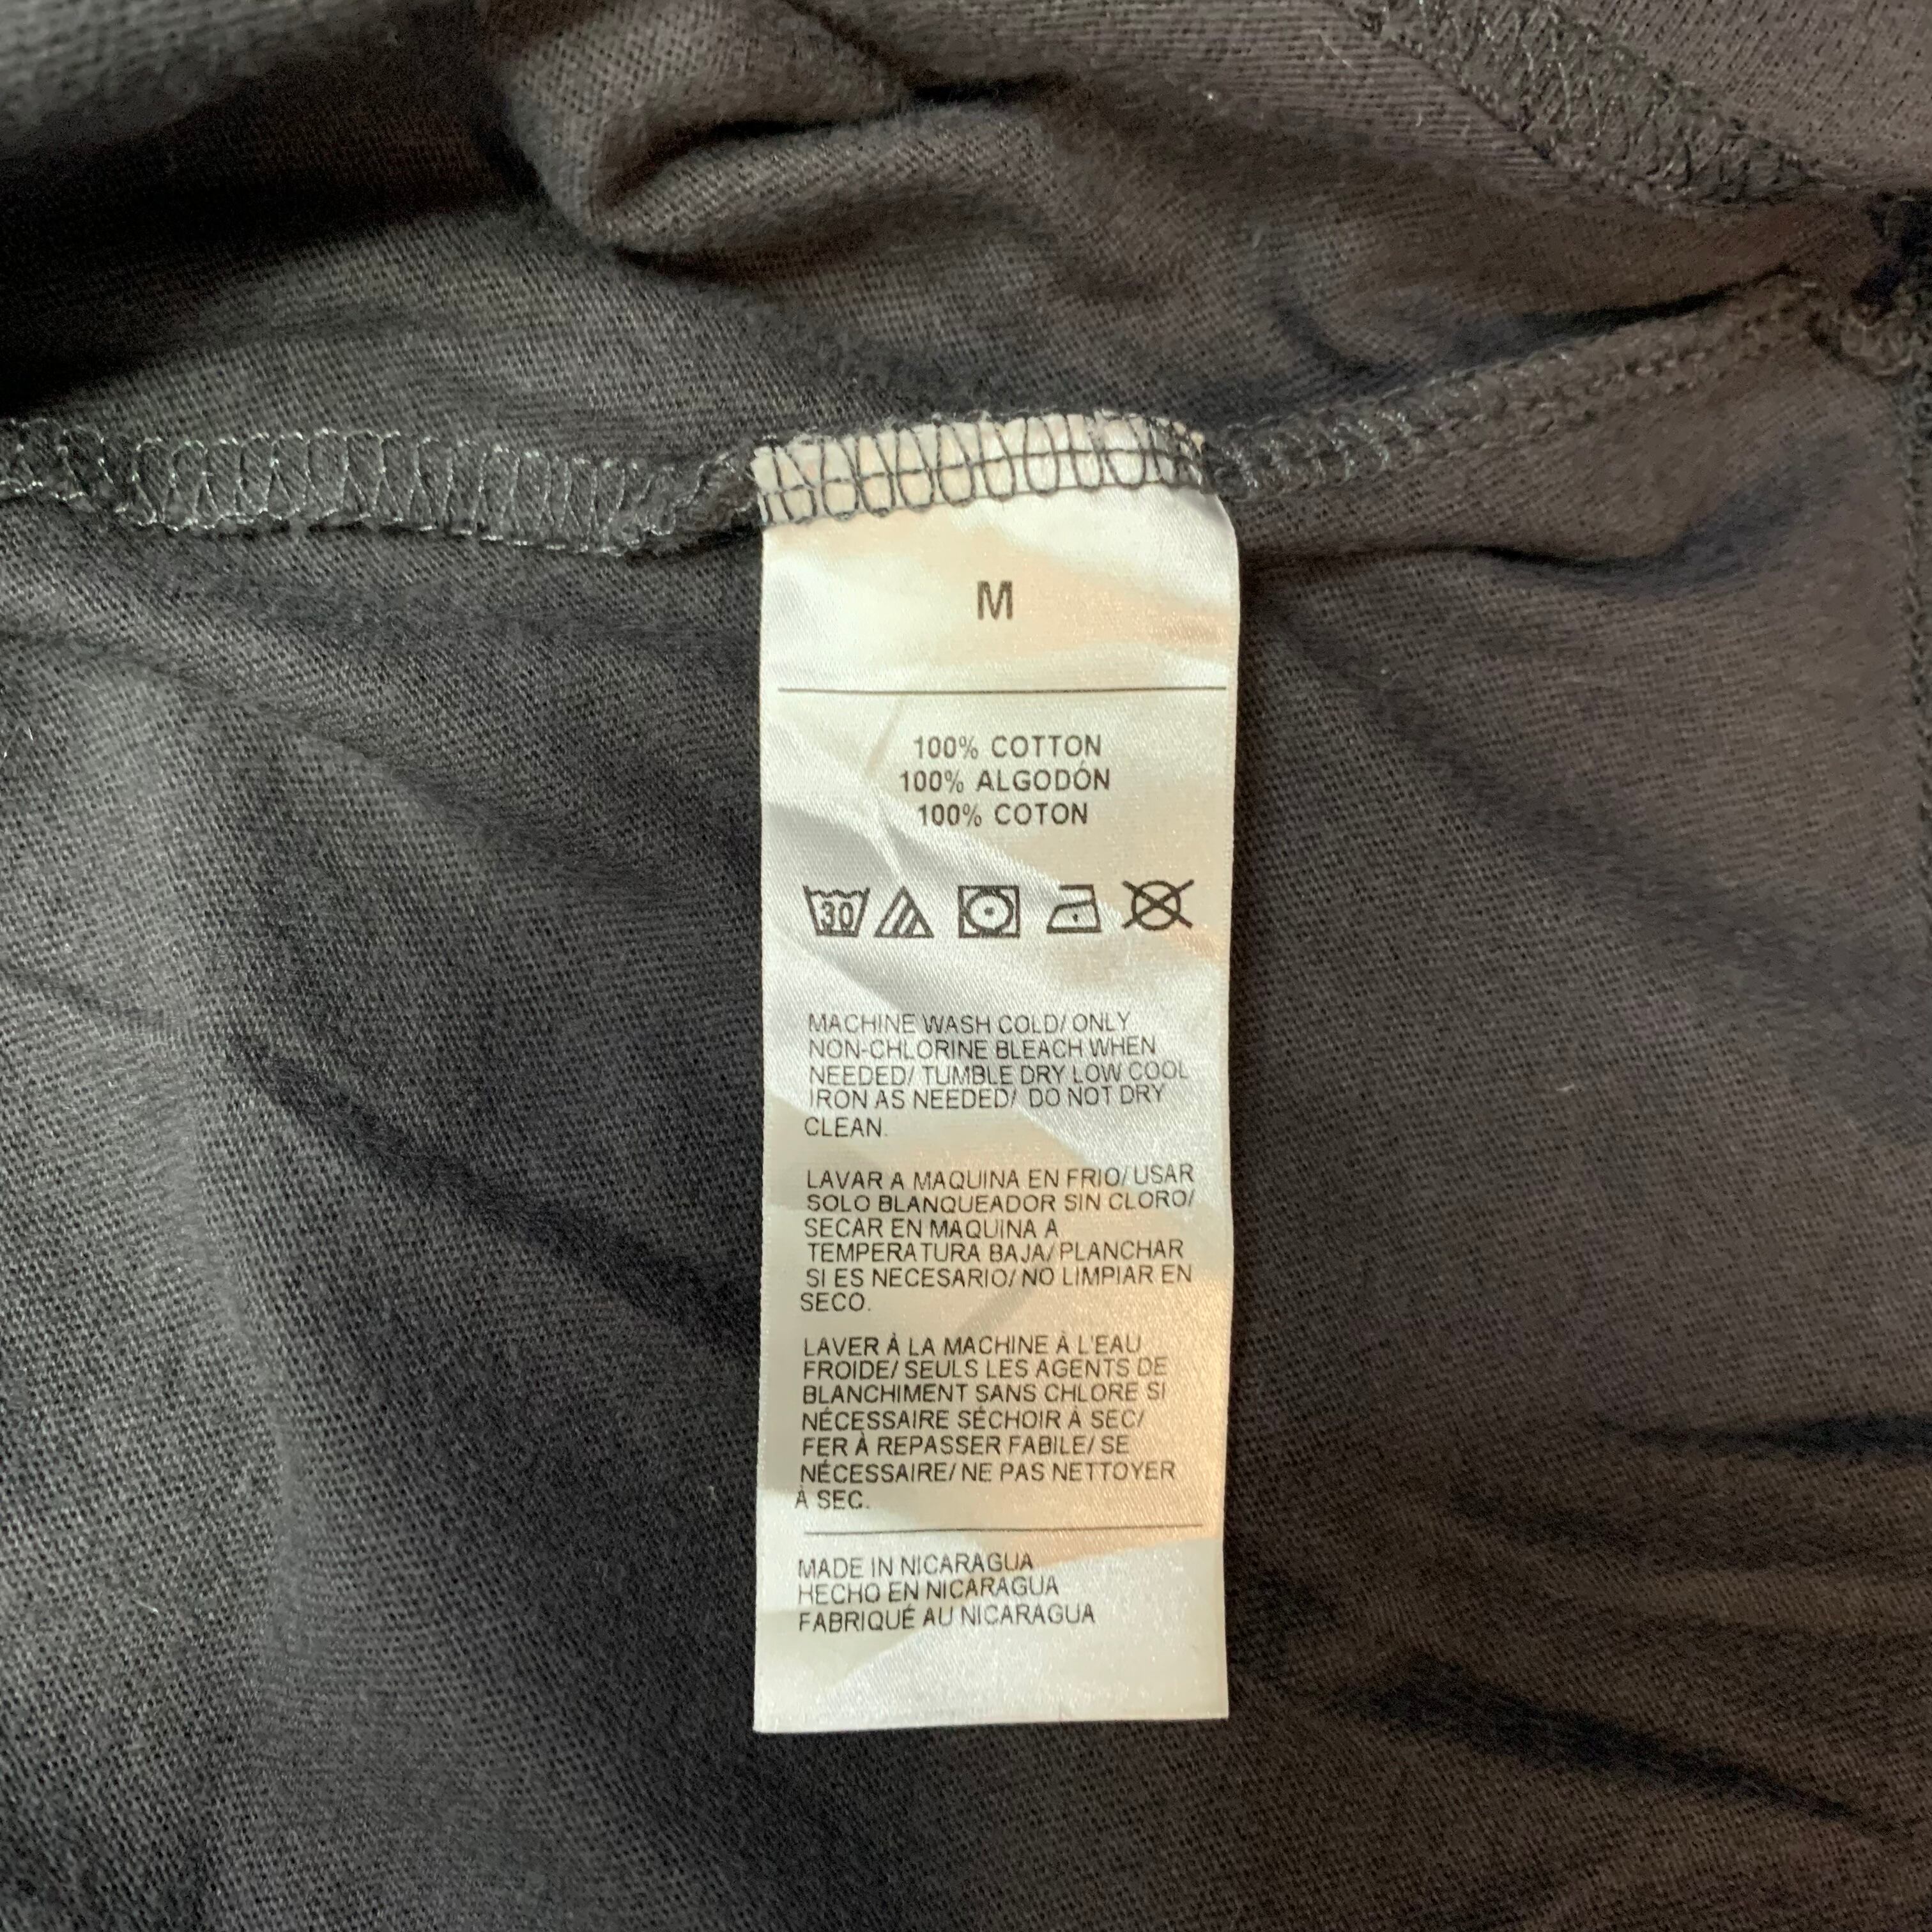 M
100% COTTON
100% ALGODÓN
100% COTON
30
MACHINE WASH COLD/ ONLY
NON-CHLORINE BLEACH WHEN
NEEDED/ TUMBLE DRY LOW COOL
IRON AS NEEDED/ DO NOT DRY
CLEAN.
LAVAR A MAQUINA EN FRIO/ USAR
SOLO BLANQUEADOR SIN CLORO/
SECAR EN MAQUINA A
TEMPERATURA BAJA/ PLANCHAR
SI ES NECESARIO/ NO LIMPIAR EN
SECO.
LAVER À LA MACHINE À L'EAU
FROIDE/ SEULS LES AGENTS DE
BLANCHIMENT SANS CHLORE SI
NÉCESSAIRE SÉCHOIR À SEC/
FER À REPASSER FABILE/ SE
NÉCESSAIRE/ NE PAS NETTOYER
À SEC.
MADE IN NICARAGUA
HECHO EN NICARAGUA
FABRIQUÉ AU NICARAGUA